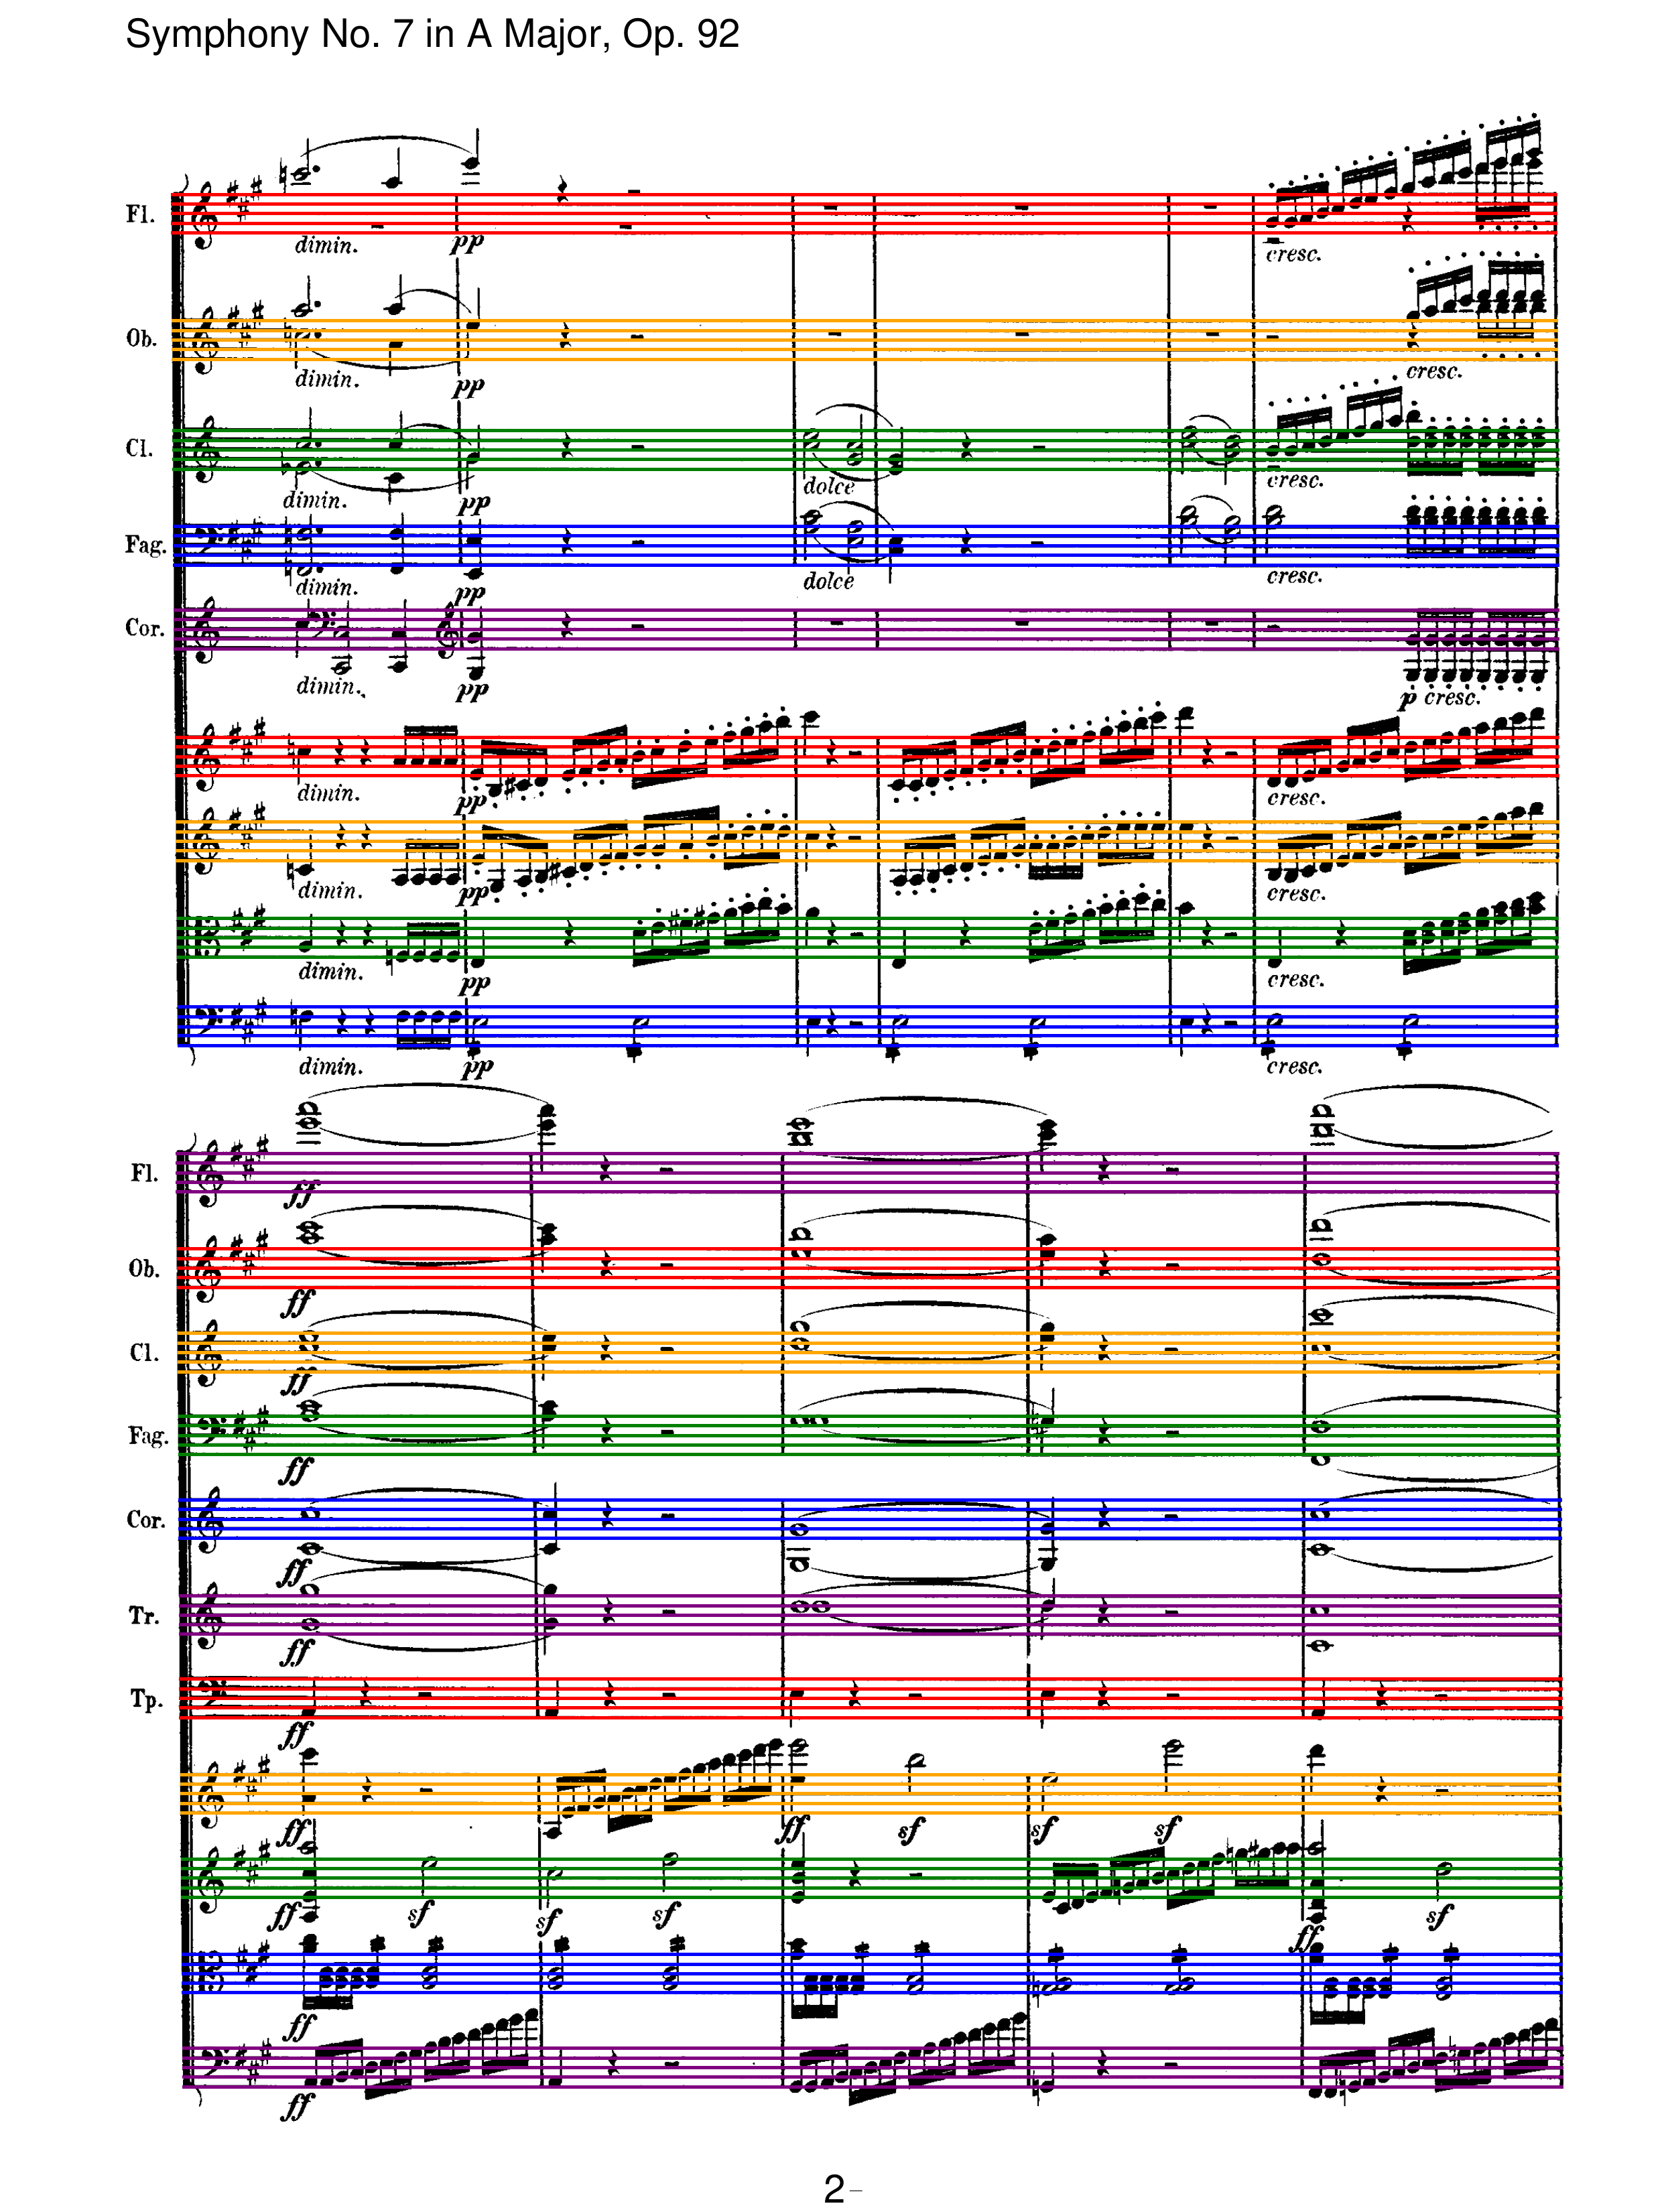 Symphony No. 7 in A Major, Op. 92
Fl.
dimin. pp cresc.
Ob.
dimin. pp cresc.
Cl.
dimin. pp dolce cresc.
Fag.
dimin. pp dolce cresc.
Cor.
dimin. pp p cresc.
dimin. pp cresc.
dimin. pp cresc.
dimin. pp cresc.
dimin. pp cresc.
Fl.
ff
Ob.
ff
Cl.
ff
Fag.
ff
Cor.
ff
Tr.
ff
Tp.
ff
ff ff sf sf sf
ff sf sf sf ff sf
ff
ff
2-